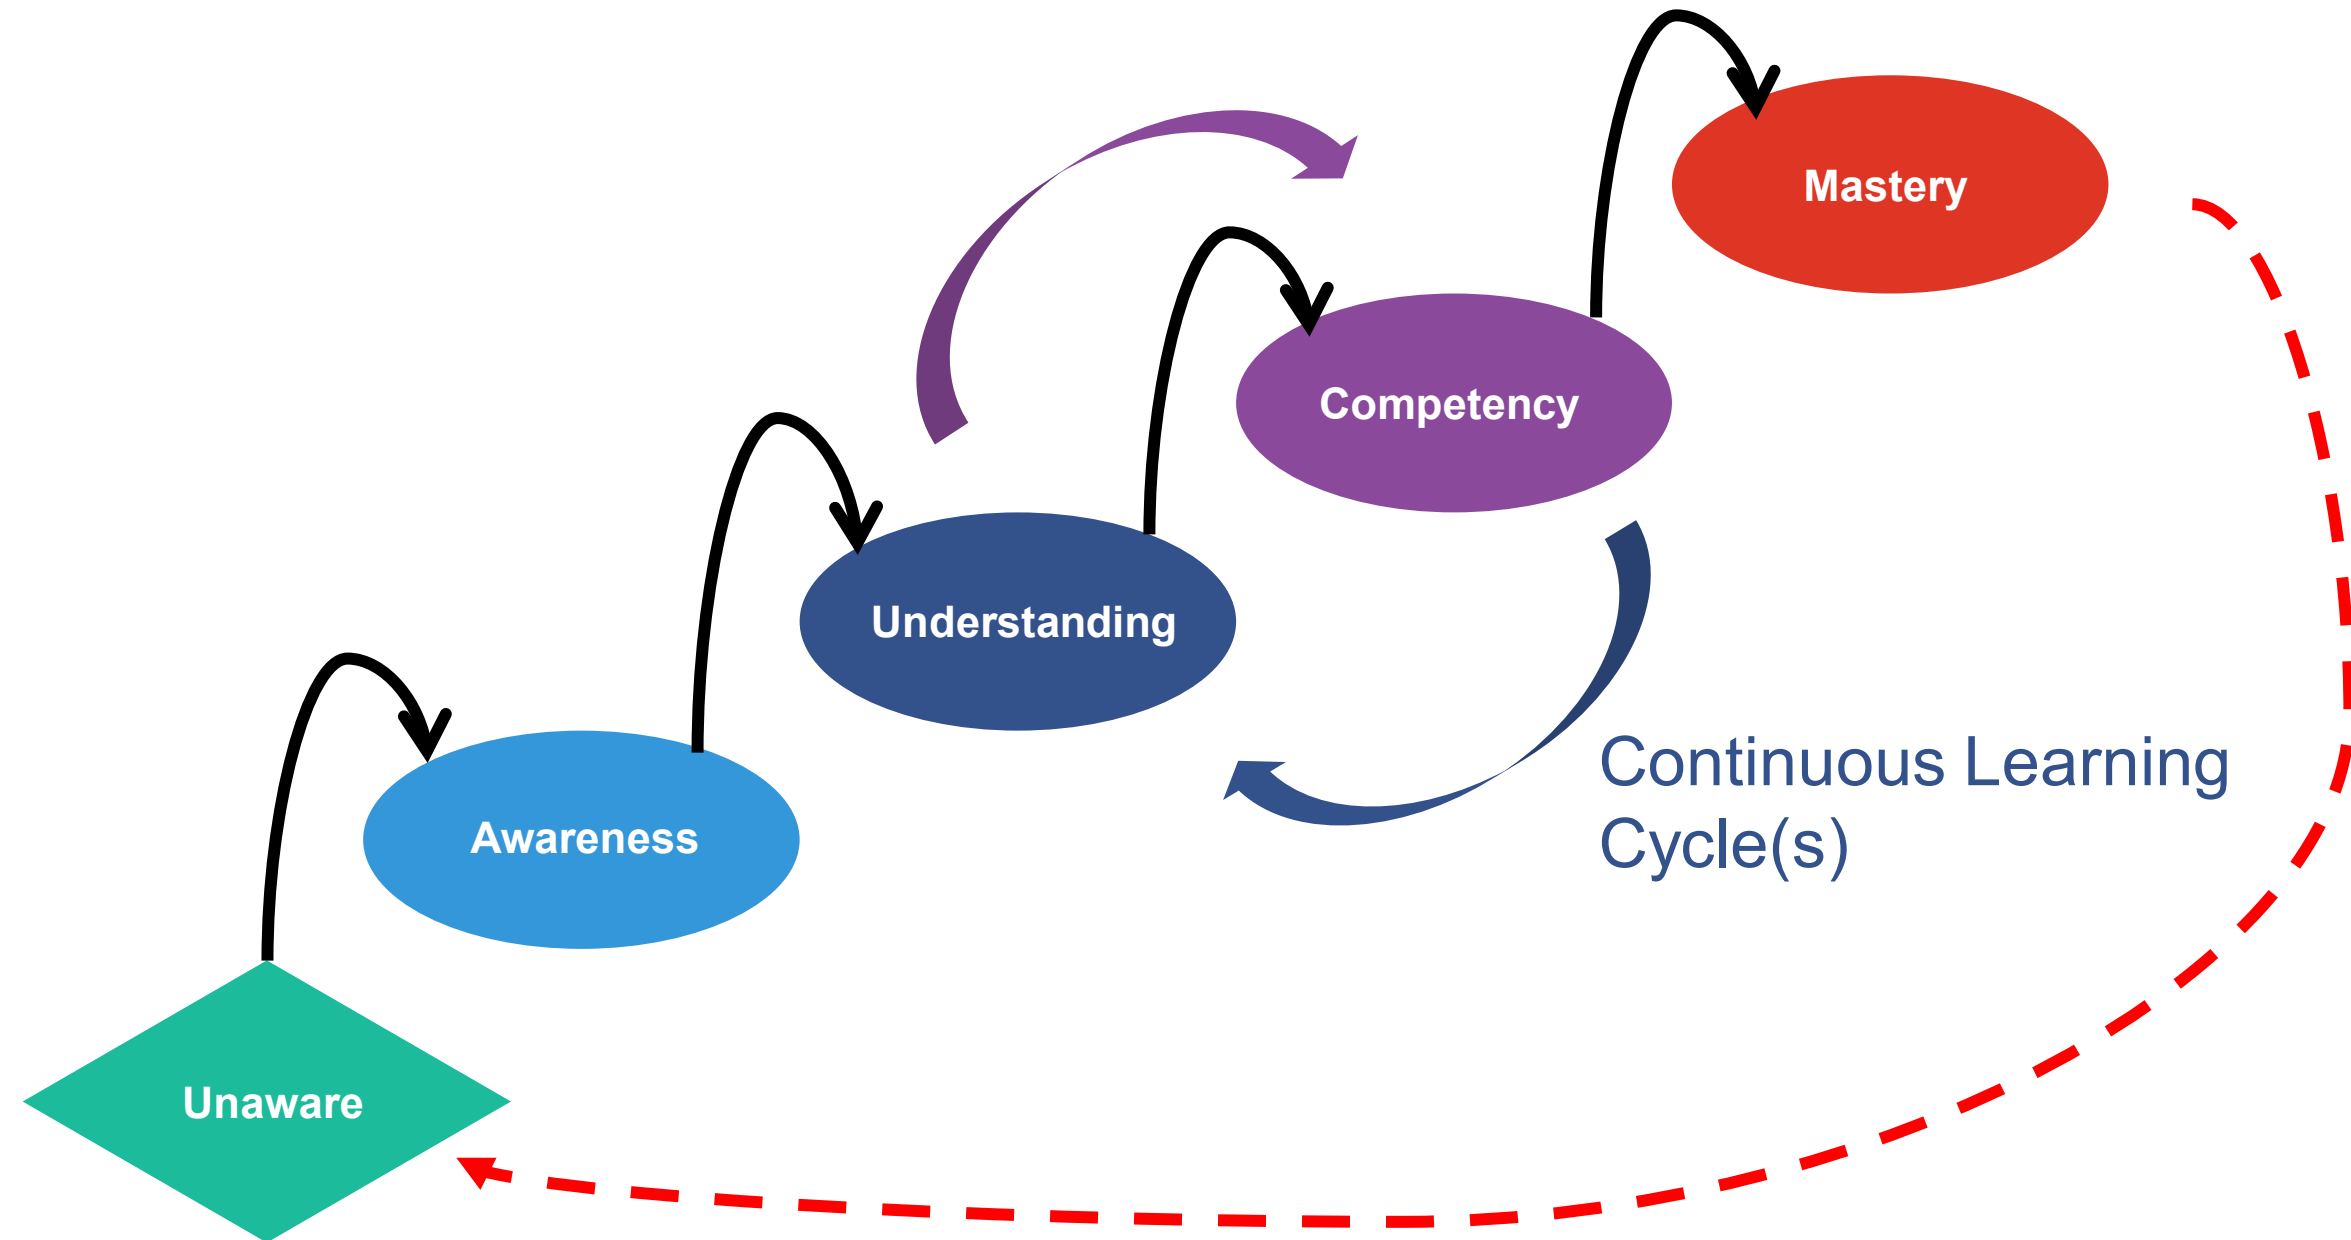 Mastery
Competency
Understanding
Continuous Learning
Cycle(s)
Awareness
Unaware